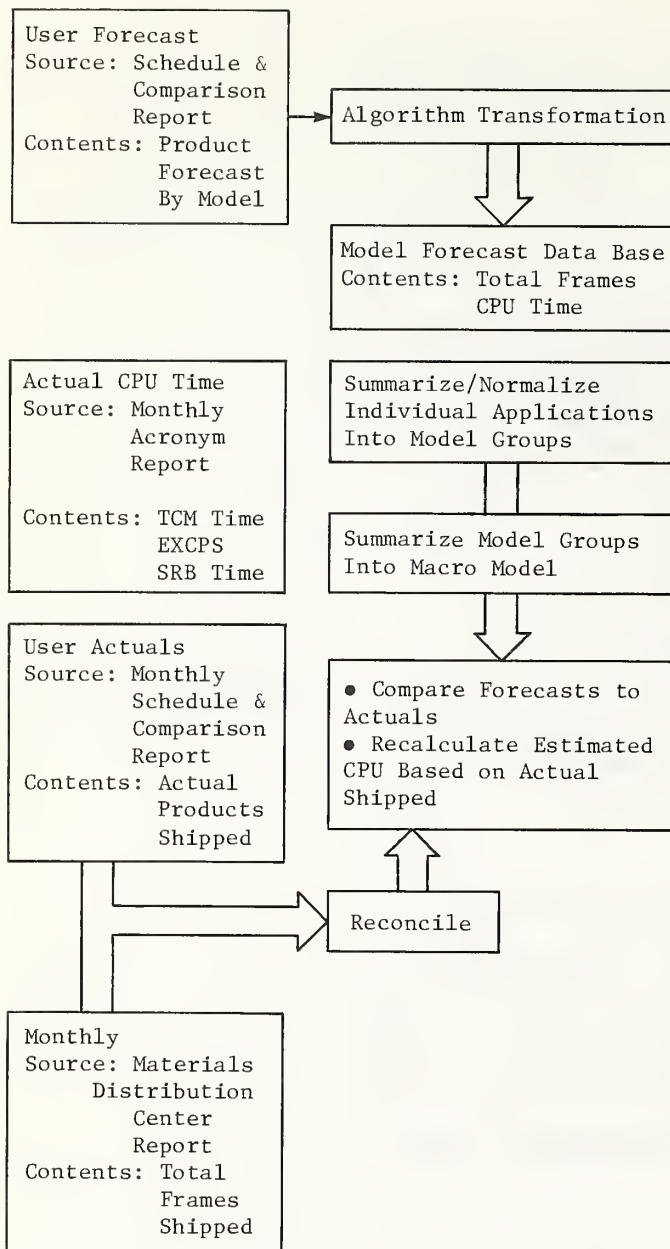 User Forecast
Source: Schedule &
Comparison
Report
Contents: Product
Forecast
By Model
Algorithm Transformation
Model Forecast Data Base
Contents: Total Frames
CPU Time
Actual CPU Time
Source: Monthly
Acronym
Report
Contents: TCM Time
EXCPS
SRB Time
Summarize/Normalize
Individual Applications
Into Model Groups
Summarize Model Groups
Into Macro Model
User Actuals
Source: Monthly
Schedule &
Comparison
Report
Contents: Actual
Products
Shipped
● Compare Forecasts to
Actuals
● Recalculate Estimated
CPU Based on Actual
Shipped
Reconcile
Monthly
Source: Materials
Distribution
Center
Report
Contents: Total
Frames
Shipped